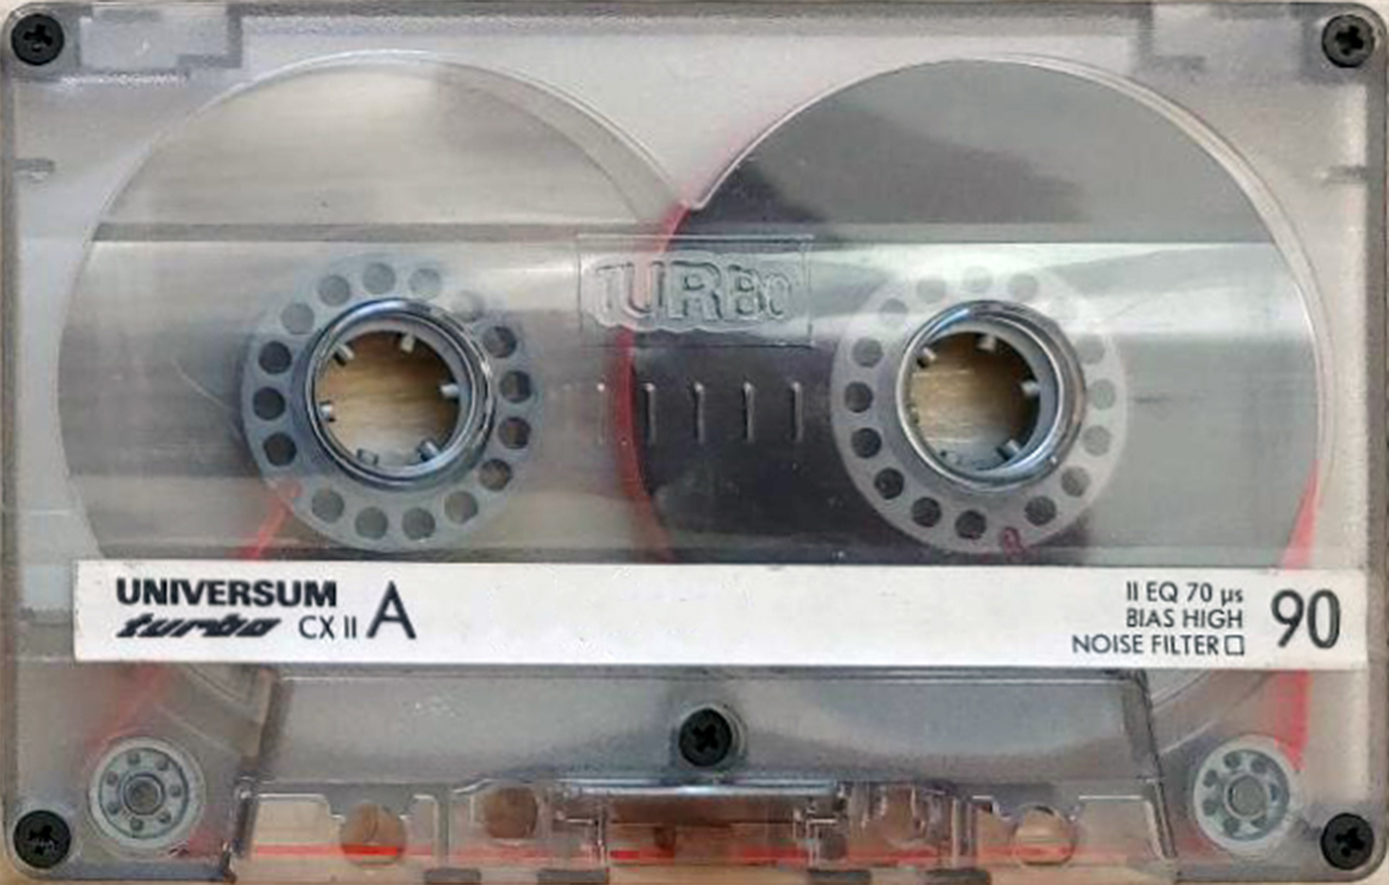 TURBO
UNIVERSUM
turbo CX II A
II EQ 70 µs
BIAS HIGH
NOISE FILTER
90